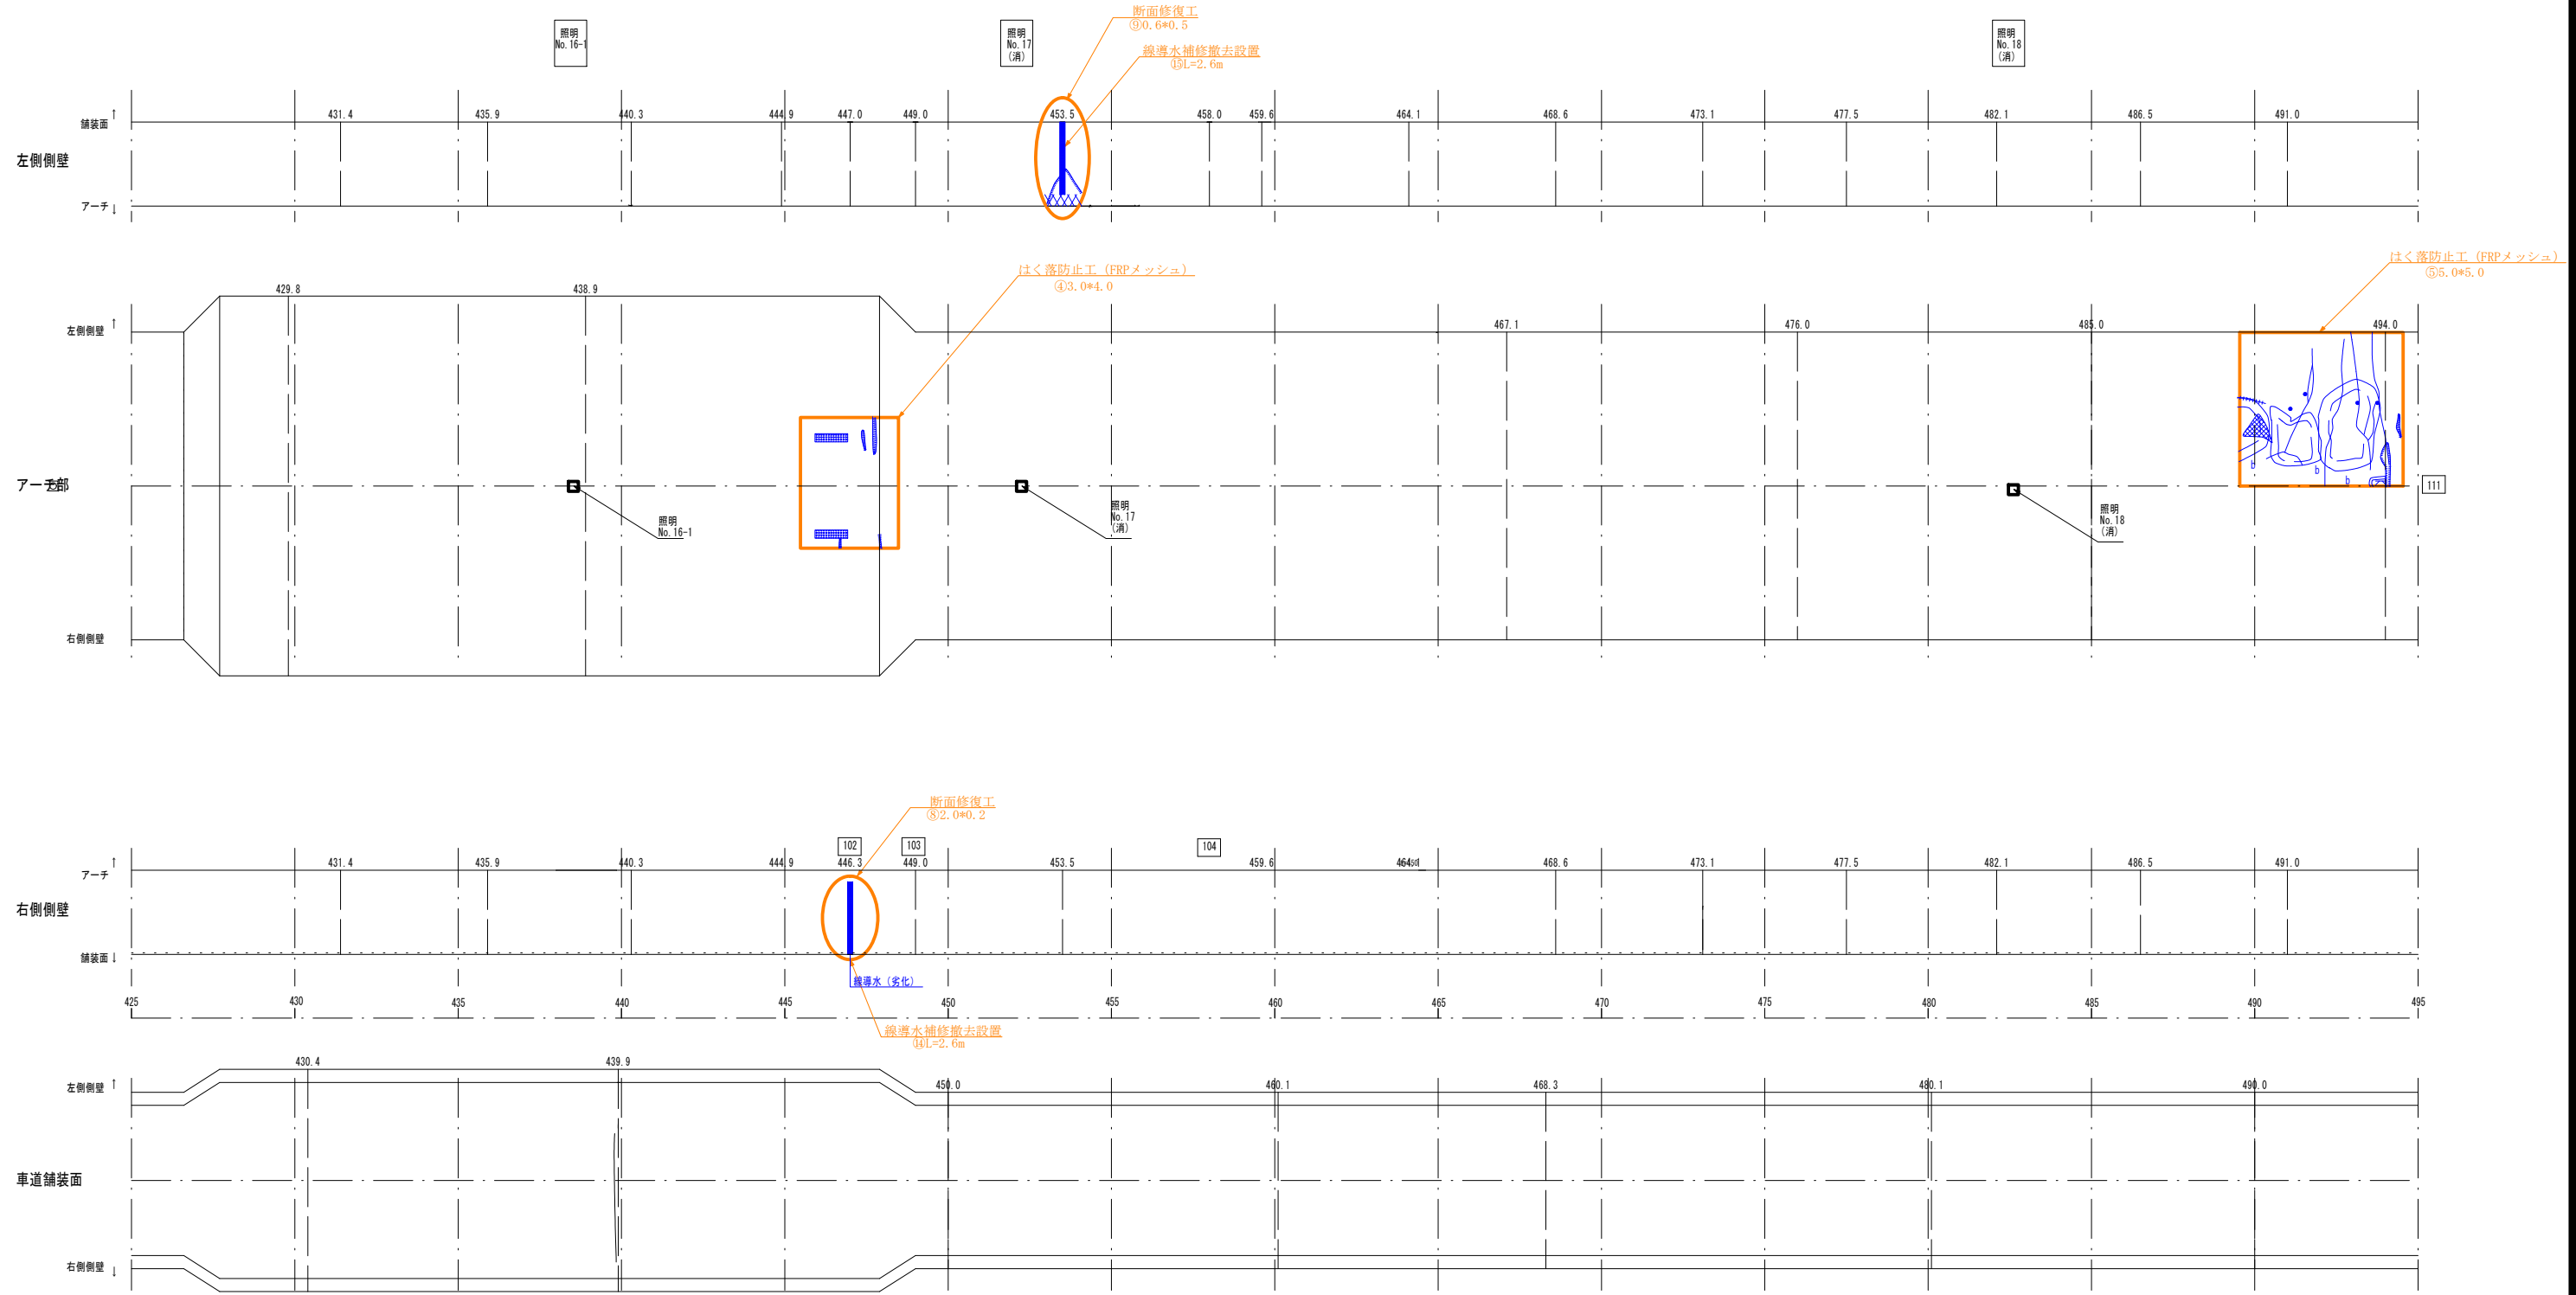 断面修復工
⑨0.6*0.5
照明
No.16-1
照明
No.17
(消)
照明
No.18
(消)
線導水補修撤去設置
⑮L=2.6m
舗装面 ↑
431.4 435.9 440.3 444.9 447.0 449.0 453.5 458.0 459.6 464.1 468.6 473.1 477.5 482.1 486.5 491.0
左側側壁
アーチ ↓
はく落防止工 (FRPメッシュ)
⑤5.0*5.0
はく落防止工 (FRPメッシュ)
④3.0*4.0
429.8 438.9
左側側壁 ↑
467.1 476.0 485.0 494.0
b b b
アーチ部
111
照明
No.16-1
照明
No.17
(消)
照明
No.18
(消)
右側側壁
断面修復工
⑧2.0*0.2
102 103 104
アーチ ↑
431.4 435.9 440.3 444.9 446.3 449.0 453.5 459.6 464.1 468.6 473.1 477.5 482.1 486.5 491.0
右側側壁
舗装面 ↓
線導水 (劣化)
425 430 435 440 445 450 455 460 465 470 475 480 485 490 495
線導水補修撤去設置
⑭L=2.6m
430.4 439.9
左側側壁 ↑
450.0 460.1 468.3 480.1 490.0
車道舗装面
右側側壁 ↓